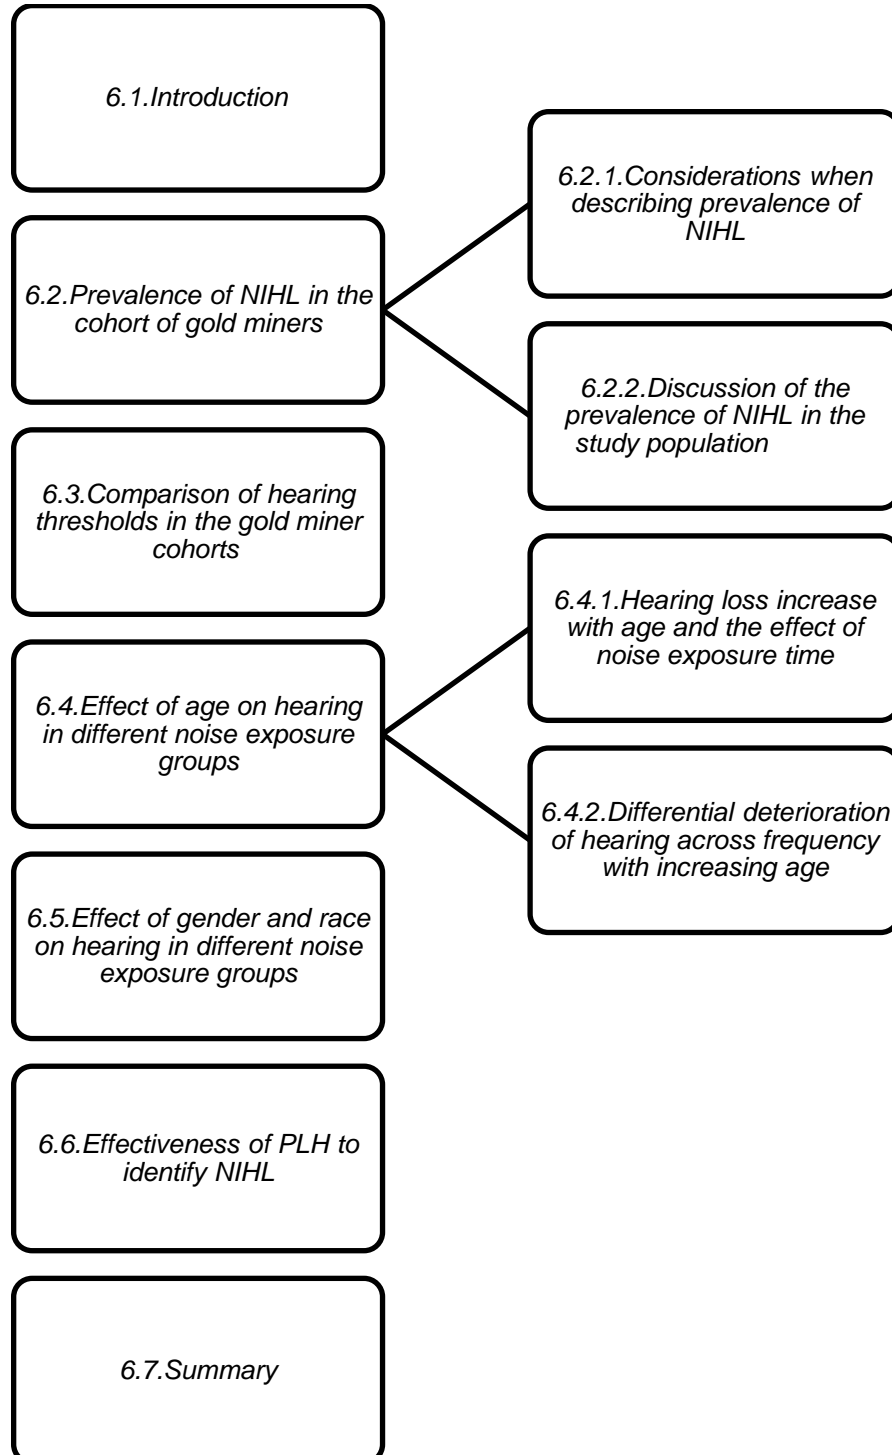 6.1.Introduction
6.2.Prevalence of NIHL in the
cohort of gold miners
6.2.1.Considerations when
describing prevalence of
NIHL
6.2.2.Discussion of the
prevalence of NIHL in the
study population
6.3.Comparison of hearing
thresholds in the gold miner
cohorts
6.4.Effect of age on hearing
in different noise exposure
groups
6.4.1.Hearing loss increase
with age and the effect of
noise exposure time
6.4.2.Differential deterioration
of hearing across frequency
with increasing age
6.5.Effect of gender and race
on hearing in different noise
exposure groups
6.6.Effectiveness of PLH to
identify NIHL
6.7.Summary